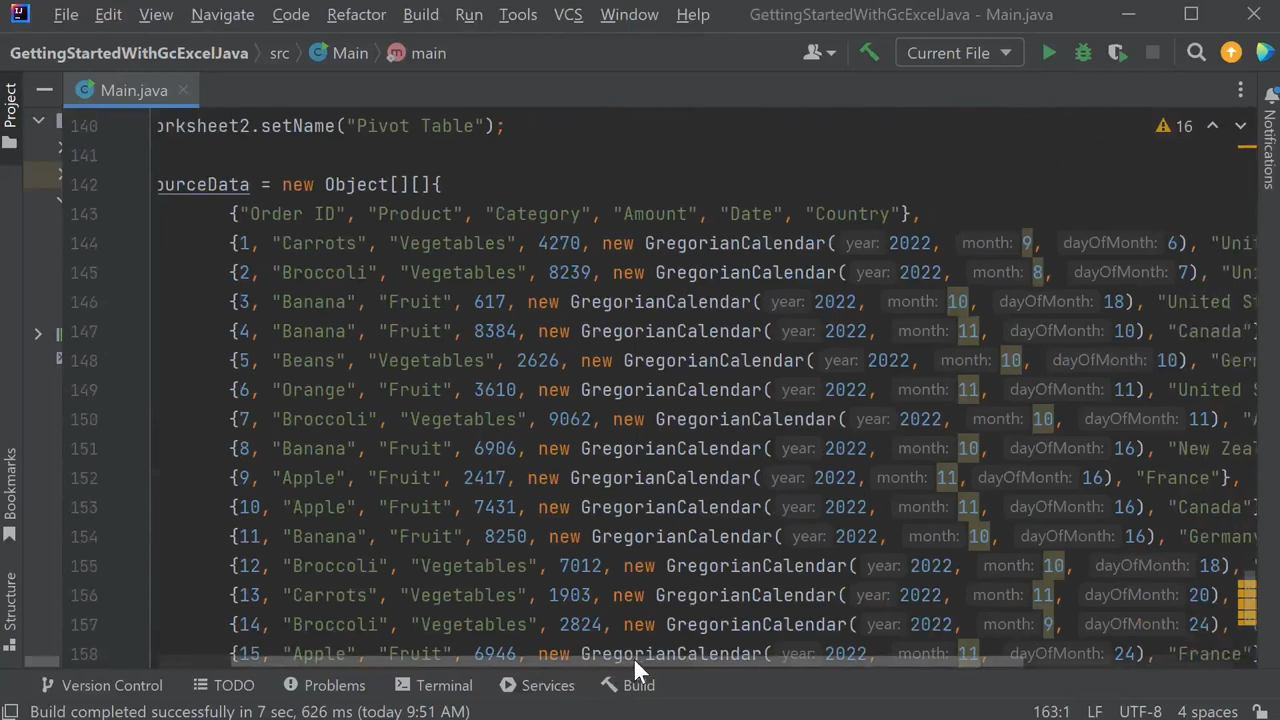 File Edit View Navigate Code Refactor Build Run Tools VCS Window Help GettingStartedWithGcExcelJava - Main.java
GettingStartedWithGcExcelJava src Main main Current File
Project
Main.java
140 orksheet2.setName("Pivot Table"); 16
141
142 ourceData = new Object[][]{
143 {"Order ID", "Product", "Category", "Amount", "Date", "Country"},
144 {1, "Carrots", "Vegetables", 4270, new GregorianCalendar( year: 2022, month: 9, dayOfMonth: 6), "Unit
145 {2, "Broccoli", "Vegetables", 8239, new GregorianCalendar( year: 2022, month: 8, dayOfMonth: 7), "Un
146 {3, "Banana", "Fruit", 617, new GregorianCalendar( year: 2022, month: 10, dayOfMonth: 18), "United St
147 {4, "Banana", "Fruit", 8384, new GregorianCalendar( year: 2022, month: 11, dayOfMonth: 10), "Canada"}
148 {5, "Beans", "Vegetables", 2626, new GregorianCalendar( year: 2022, month: 10, dayOfMonth: 10), "Ger
149 {6, "Orange", "Fruit", 3610, new GregorianCalendar( year: 2022, month: 11, dayOfMonth: 11), "United
150 {7, "Broccoli", "Vegetables", 9062, new GregorianCalendar( year: 2022, month: 10, dayOfMonth: 11),
151 {8, "Banana", "Fruit", 6906, new GregorianCalendar( year: 2022, month: 10, dayOfMonth: 16), "New Zea
152 {9, "Apple", "Fruit", 2417, new GregorianCalendar( year: 2022, month: 11, dayOfMonth: 16), "France"},
153 {10, "Apple", "Fruit", 7431, new GregorianCalendar( year: 2022, month: 11, dayOfMonth: 16), "Canada"
154 {11, "Banana", "Fruit", 8250, new GregorianCalendar( year: 2022, month: 10, dayOfMonth: 16), "Germany
155 {12, "Broccoli", "Vegetables", 7012, new GregorianCalendar( year: 2022, month: 10, dayOfMonth: 18),
156 {13, "Carrots", "Vegetables", 1903, new GregorianCalendar( year: 2022, month: 11, dayOfMonth: 20),
157 {14, "Broccoli", "Vegetables", 2824, new GregorianCalendar( year: 2022, month: 9, dayOfMonth: 24),
158 {15, "Apple", "Fruit", 6946, new GregorianCalendar( year: 2022, month: 11, dayOfMonth: 24), "France"}
Notifications
Bookmarks
Structure
Version Control TODO Problems Terminal Services Build
Build completed successfully in 7 sec, 626 ms (today 9:51 AM) 163:1 LF UTF-8 4 spaces